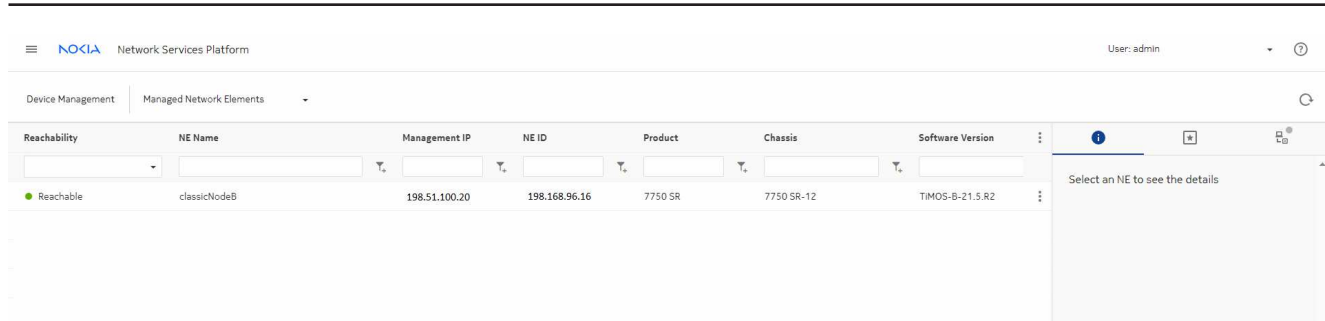 NOKIA Network Services Platform User: admin
Device Management Managed Network Elements
Reachability NE Name Management IP NE ID Product Chassis Software Version
Select an NE to see the details
Reachable classicNodeB 198.51.100.20 198.168.96.16 7750 SR 7750 SR-12 TiMOS-B-21.5.R2